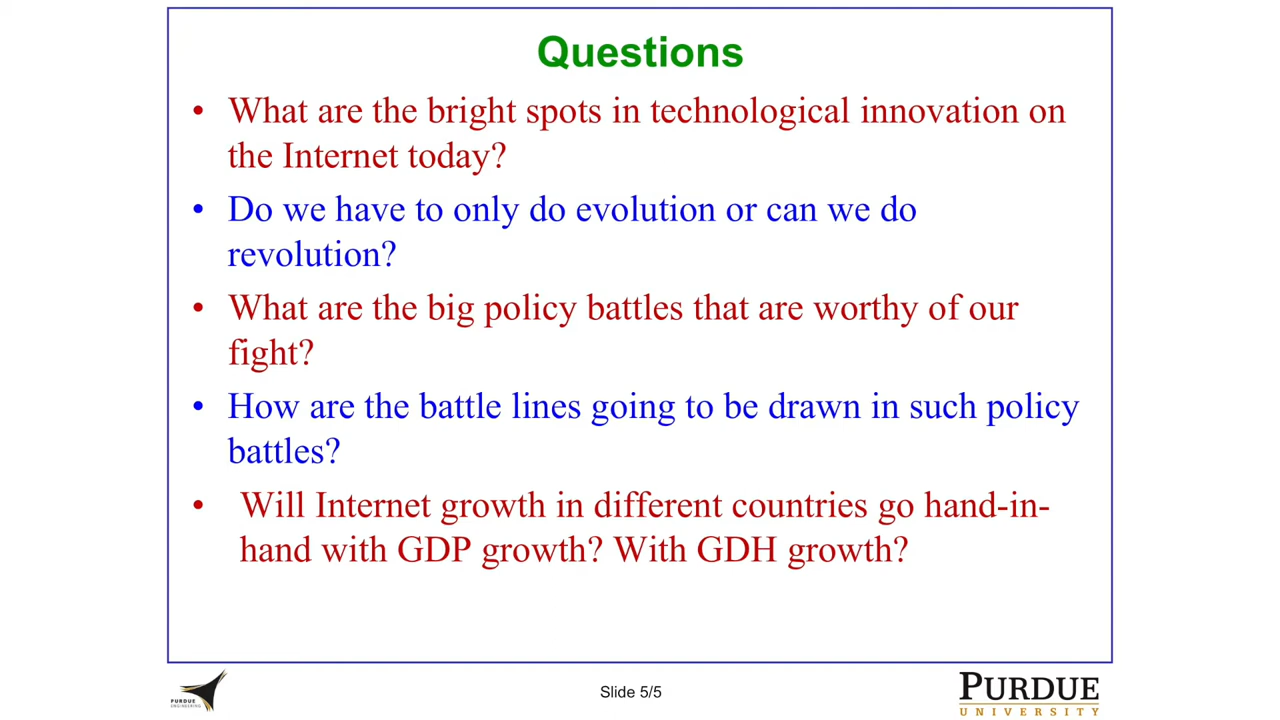 Questions
• What are the bright spots in technological innovation on
the Internet today?
• Do we have to only do evolution or can we do
revolution?
• What are the big policy battles that are worthy of our
fight?
• How are the battle lines going to be drawn in such policy
battles?
• Will Internet growth in different countries go hand-in-
hand with GDP growth? With GDH growth?
PURDUE
ENGINEERING
Slide 5/5
PURDUE
UNIVERSITY